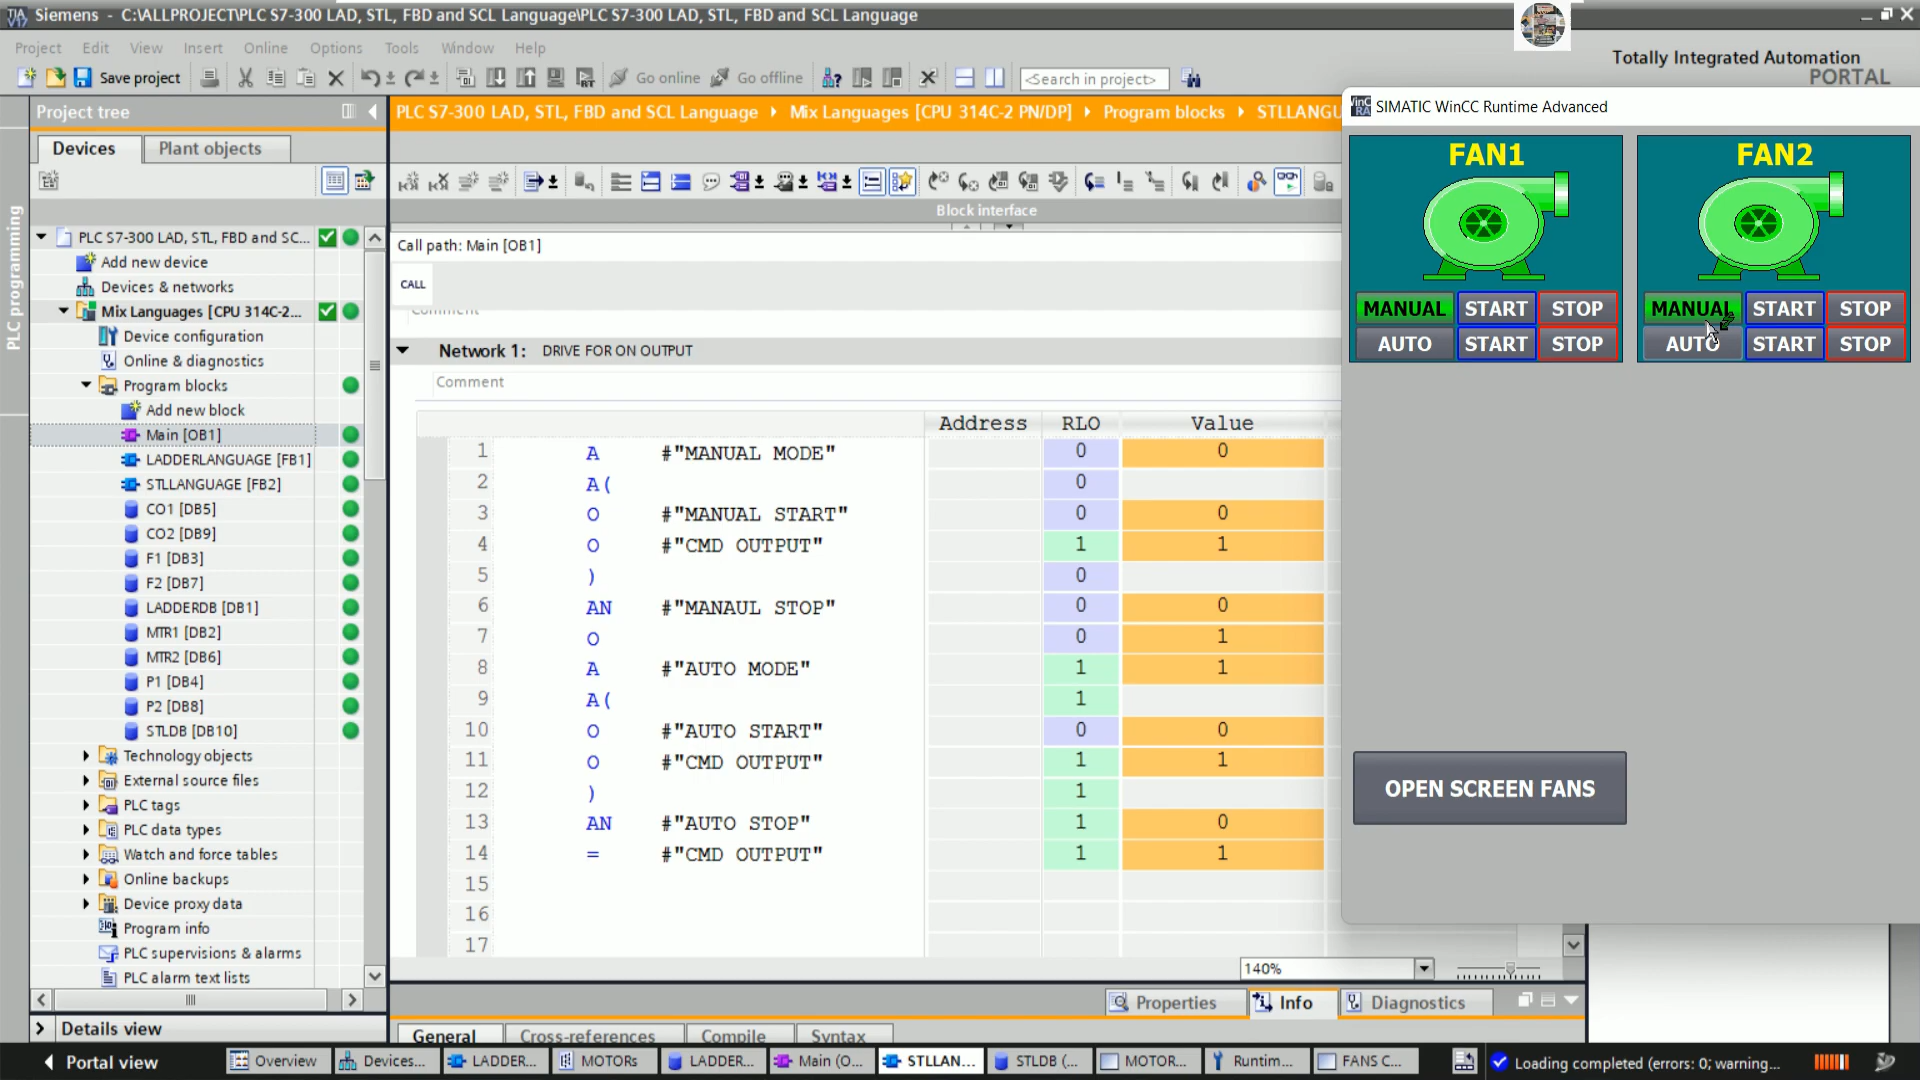 Siemens - C:\ALLPROJECT\PLC S7-300 LAD, STL, FBD and SCL Language\PLC S7-300 LAD, STL, FBD and SCL Language
Project Edit View Insert Online Options Tools Window Help
Save project Go online Go offline <Search in project>
Totally Integrated Automation
PORTAL
Project tree
PLC S7-300 LAD, STL, FBD and SCL Language Mix Languages [CPU 314C-2 PN/DP] Program blocks STLLANGU
SIMATIC WinCC Runtime Advanced
Devices Plant objects
PLC programming
Block interface
Call path: Main [OB1]
CALL
Comment
Network 1: DRIVE FOR ON OUTPUT
Comment
Address RLO Value
1 A #"MANUAL MODE" 0 0
2 A( 0
3 O #"MANUAL START" 0 0
4 O #"CMD OUTPUT" 1 1
5 ) 0
6 AN #"MANAUL STOP" 0 0
7 O 0 1
8 A #"AUTO MODE" 1 1
9 A( 1
10 O #"AUTO START" 0 0
11 O #"CMD OUTPUT" 1 1
12 ) 1
13 AN #"AUTO STOP" 1 0
14 = #"CMD OUTPUT" 1 1
15
16
17
PLC S7-300 LAD, STL, FBD and SC...
Add new device
Devices & networks
Mix Languages [CPU 314C-2...
Device configuration
Online & diagnostics
Program blocks
Add new block
Main [OB1]
LADDERLANGUAGE [FB1]
STLLANGUAGE [FB2]
CO1 [DB5]
CO2 [DB9]
F1 [DB3]
F2 [DB7]
LADDERDB [DB1]
MTR1 [DB2]
MTR2 [DB6]
P1 [DB4]
P2 [DB8]
STLDB [DB10]
Technology objects
External source files
PLC tags
PLC data types
Watch and force tables
Online backups
Device proxy data
Program info
PLC supervisions & alarms
PLC alarm text lists
Details view
FAN1
MANUAL START STOP
AUTO START STOP
FAN2
MANUAL START STOP
AUTO START STOP
OPEN SCREEN FANS
140%
Properties Info Diagnostics
General Cross-references Compile Syntax
Portal view Overview Devices... LADDER... MOTORs LADDER... Main (O... STLLAN... STLDB (... MOTOR... Runtim... FANS C... Loading completed (errors: 0; warning...